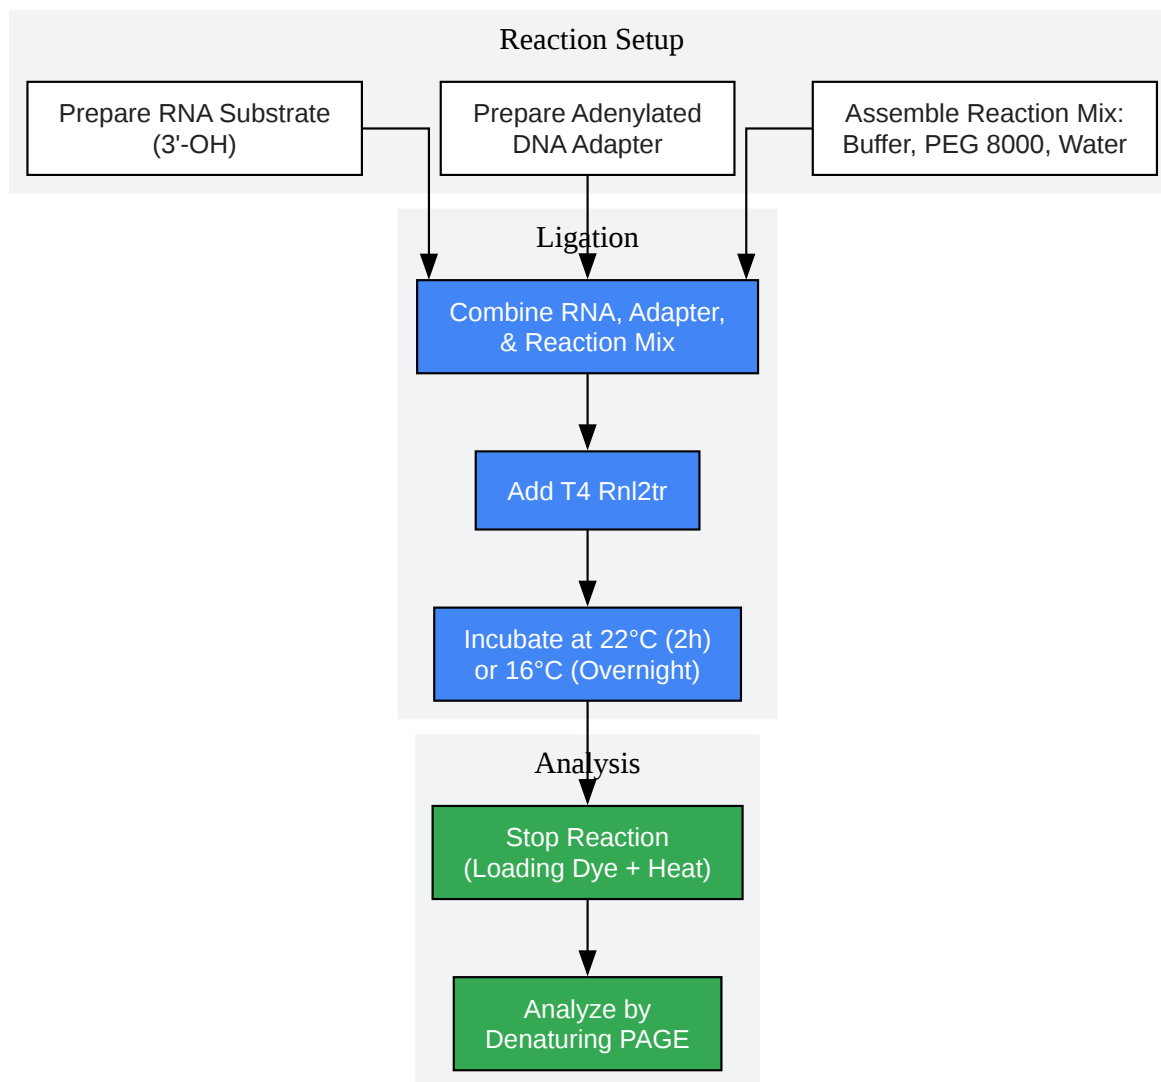 Reaction Setup
Prepare RNA Substrate
(3'-OH)
Prepare Adenylated
DNA Adapter
Assemble Reaction Mix:
Buffer, PEG 8000, Water
Ligation
Combine RNA, Adapter,
& Reaction Mix
Add T4 Rnl2tr
Incubate at 22°C (2h)
or 16°C (Overnight)
Analysis
Stop Reaction
(Loading Dye + Heat)
Analyze by
Denaturing PAGE